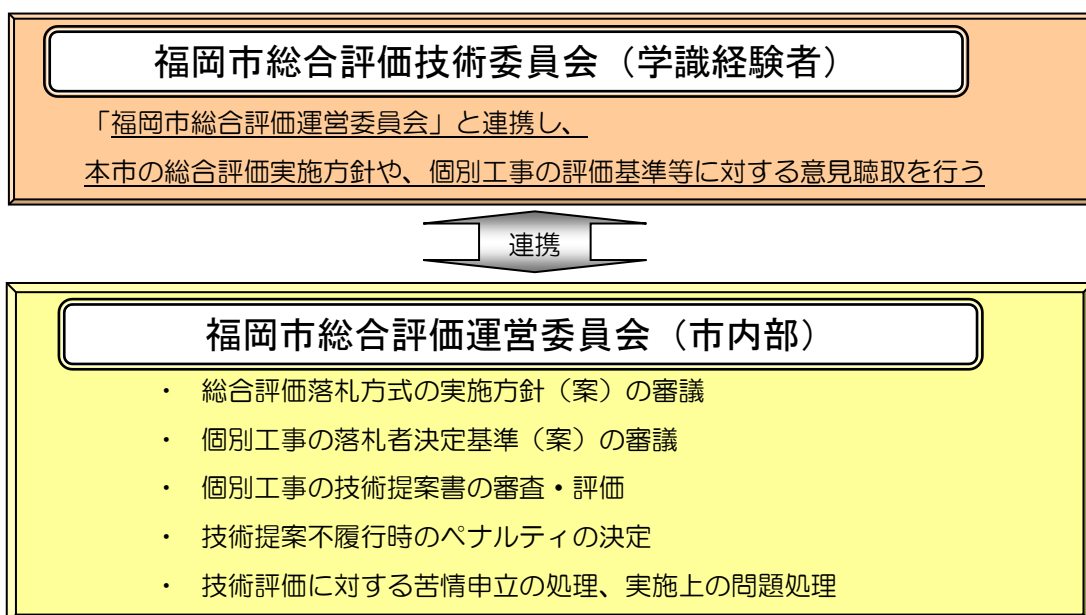 福岡市総合評価技術委員会（学識経験者）
「福岡市総合評価運営委員会」と連携し、
本市の総合評価実施方針や、個別工事の評価基準等に対する意見聴取を行う
連携
福岡市総合評価運営委員会（市内部）
・ 総合評価落札方式の実施方針（案）の審議
・ 個別工事の落札者決定基準（案）の審議
・ 個別工事の技術提案書の審査・評価
・ 技術提案不履行時のペナルティの決定
・ 技術評価に対する苦情申立の処理、実施上の問題処理